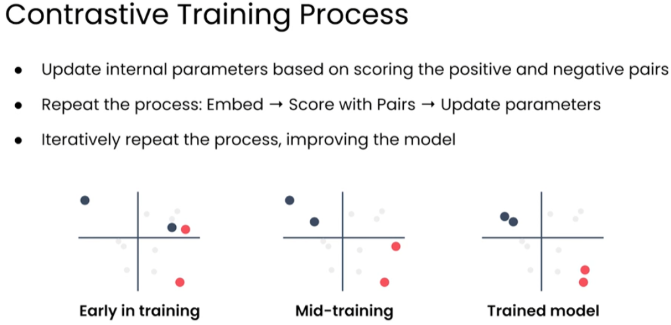 Contrastive Training Process
● Update internal parameters based on scoring the positive and negative pairs
● Repeat the process: Embed → Score with Pairs → Update parameters
● Iteratively repeat the process, improving the model
Early in training
Mid-training
Trained model